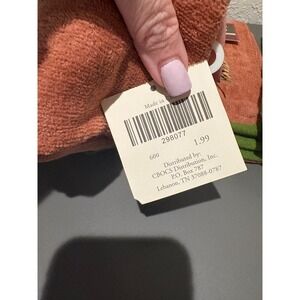 Made in
298077
600 1.99
Distributed by:
CBOCS Distribution, Inc.
P.O. Box 787
Lebanon, TN 37088-0787